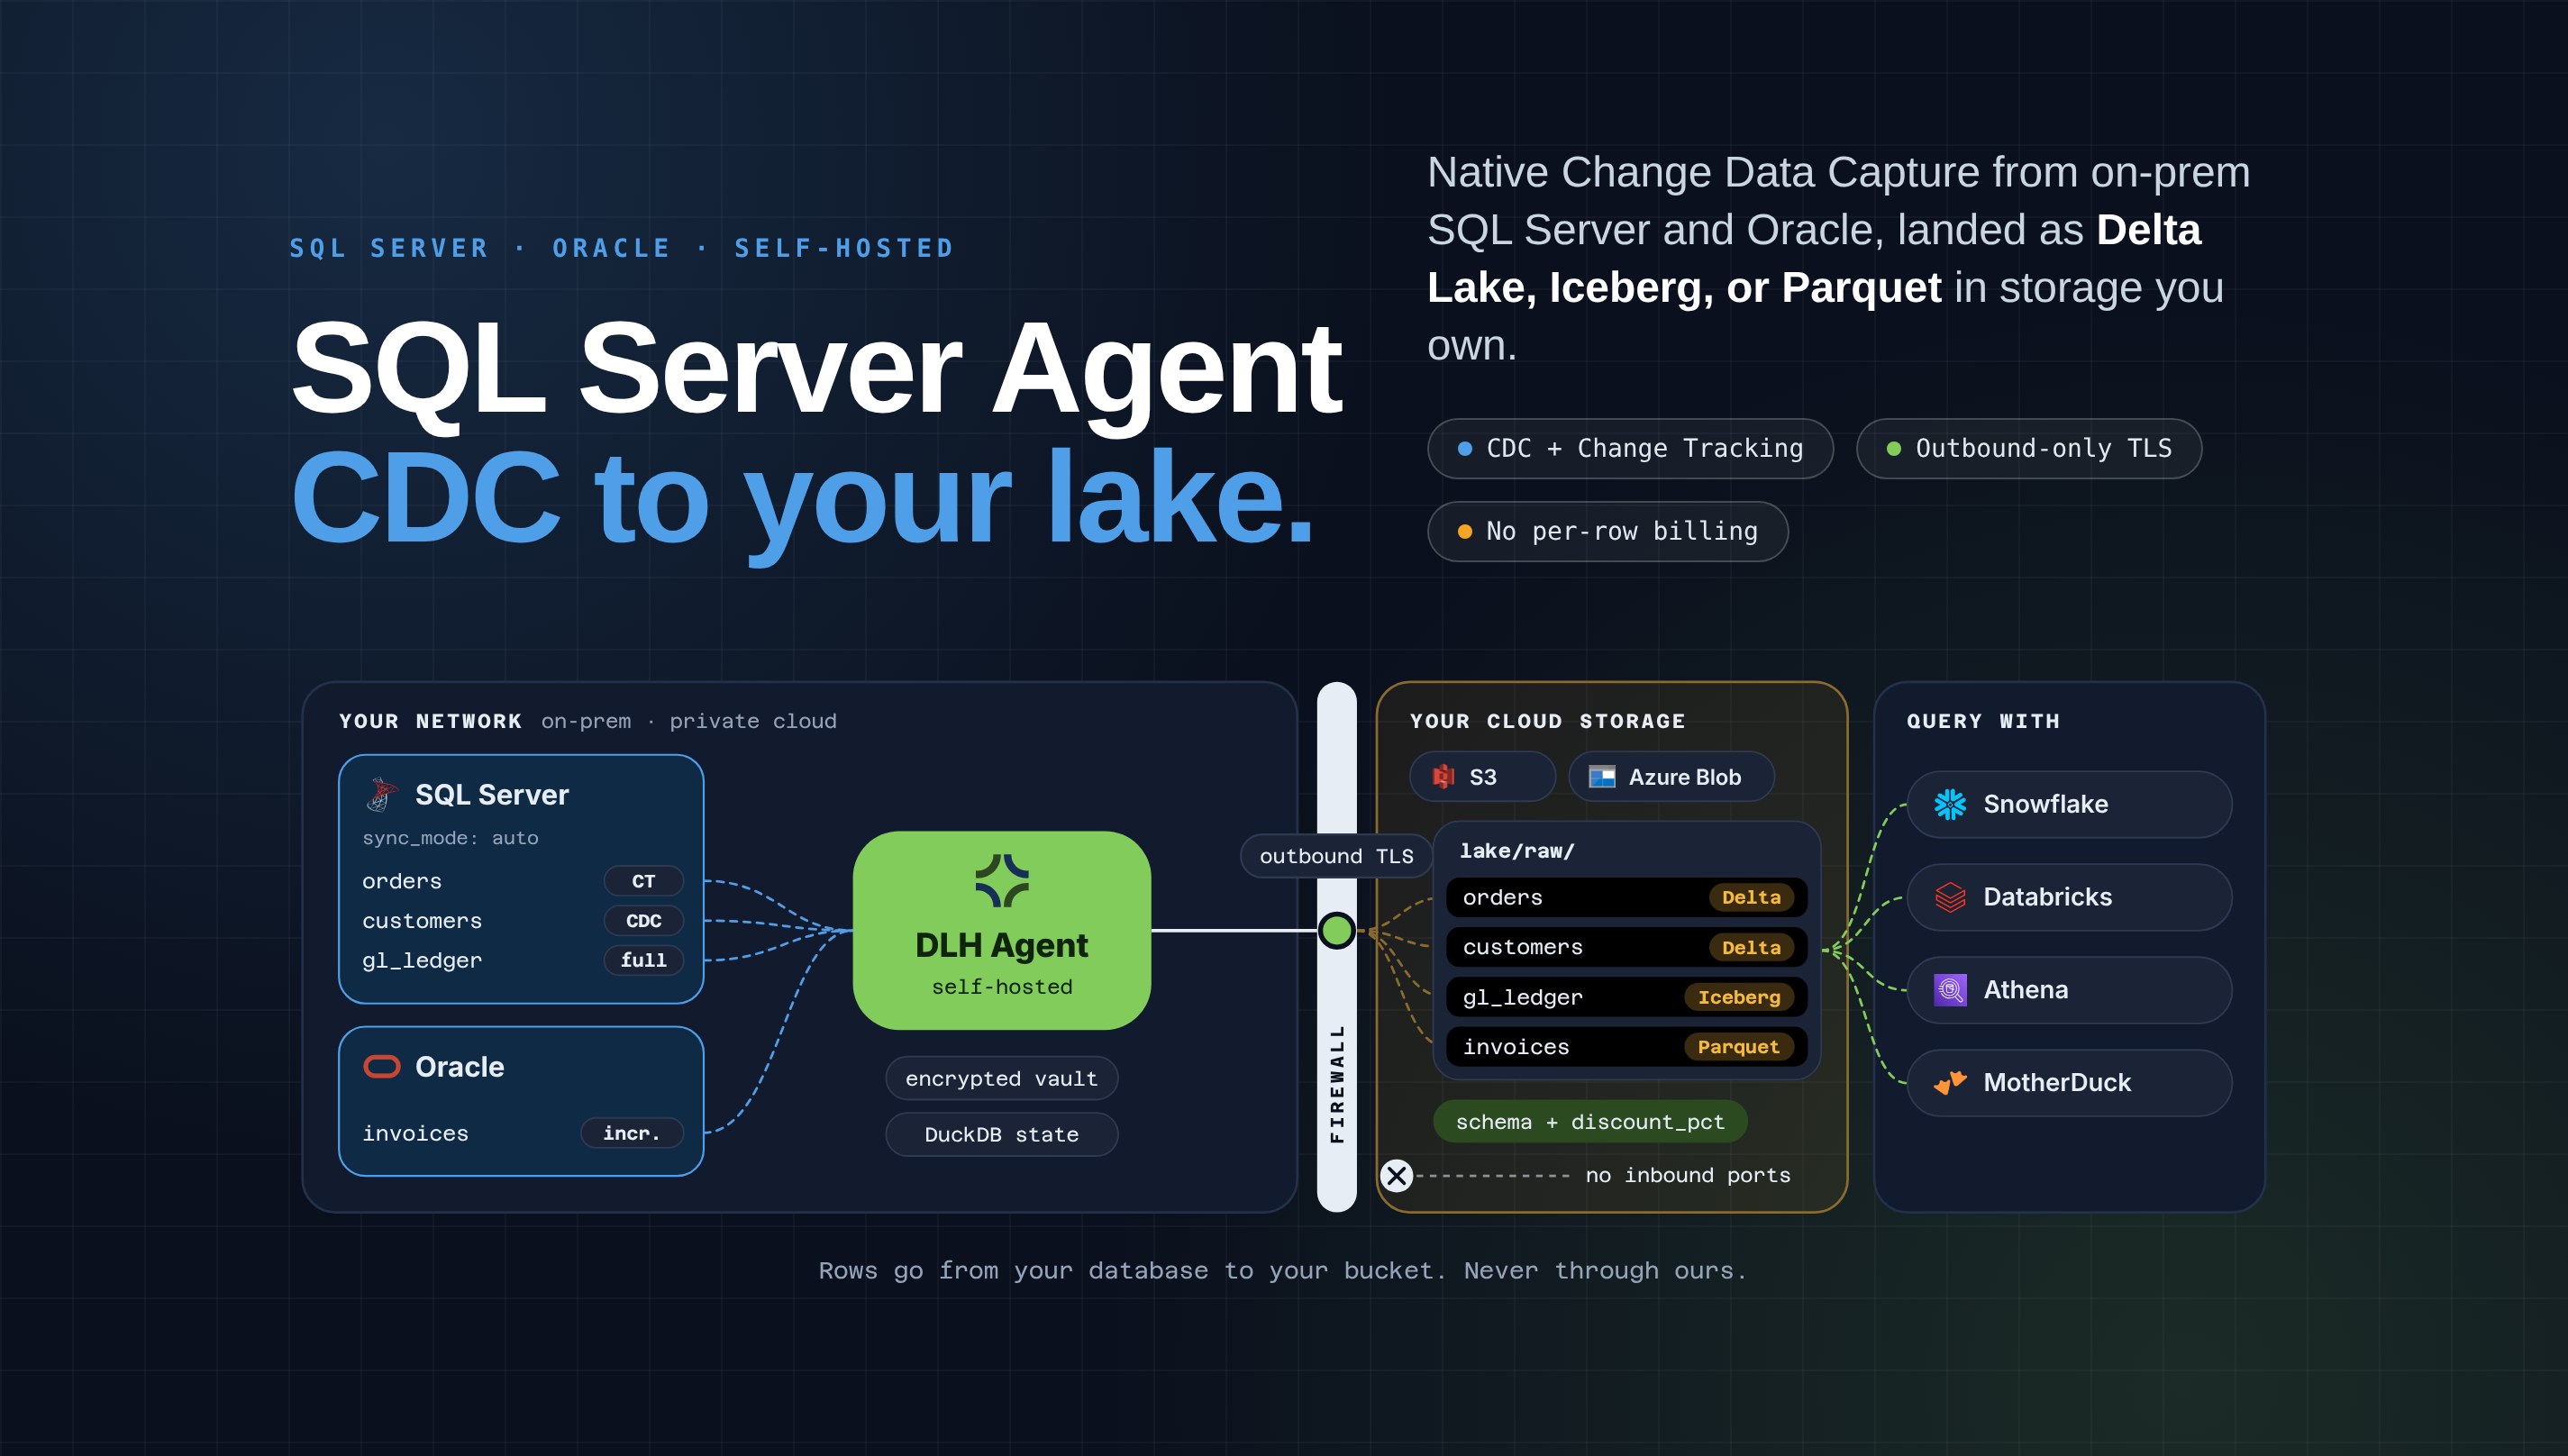 SQL SERVER · ORACLE · SELF-HOSTED
SQL Server Agent
CDC to your lake.
Native Change Data Capture from on-prem
SQL Server and Oracle, landed as Delta
Lake, Iceberg, or Parquet in storage you
own.
CDC + Change Tracking
Outbound-only TLS
No per-row billing
YOUR NETWORK on-prem · private cloud
SQL Server
sync_mode: auto
orders CT
customers CDC
gl_ledger full
Oracle
invoices incr.
DLH Agent
self-hosted
encrypted vault
DuckDB state
outbound TLS
FIREWALL
YOUR CLOUD STORAGE
S3
Azure Blob
lake/raw/
orders Delta
customers Delta
gl_ledger Iceberg
invoices Parquet
schema + discount_pct
no inbound ports
QUERY WITH
Snowflake
Databricks
Athena
MotherDuck
Rows go from your database to your bucket. Never through ours.